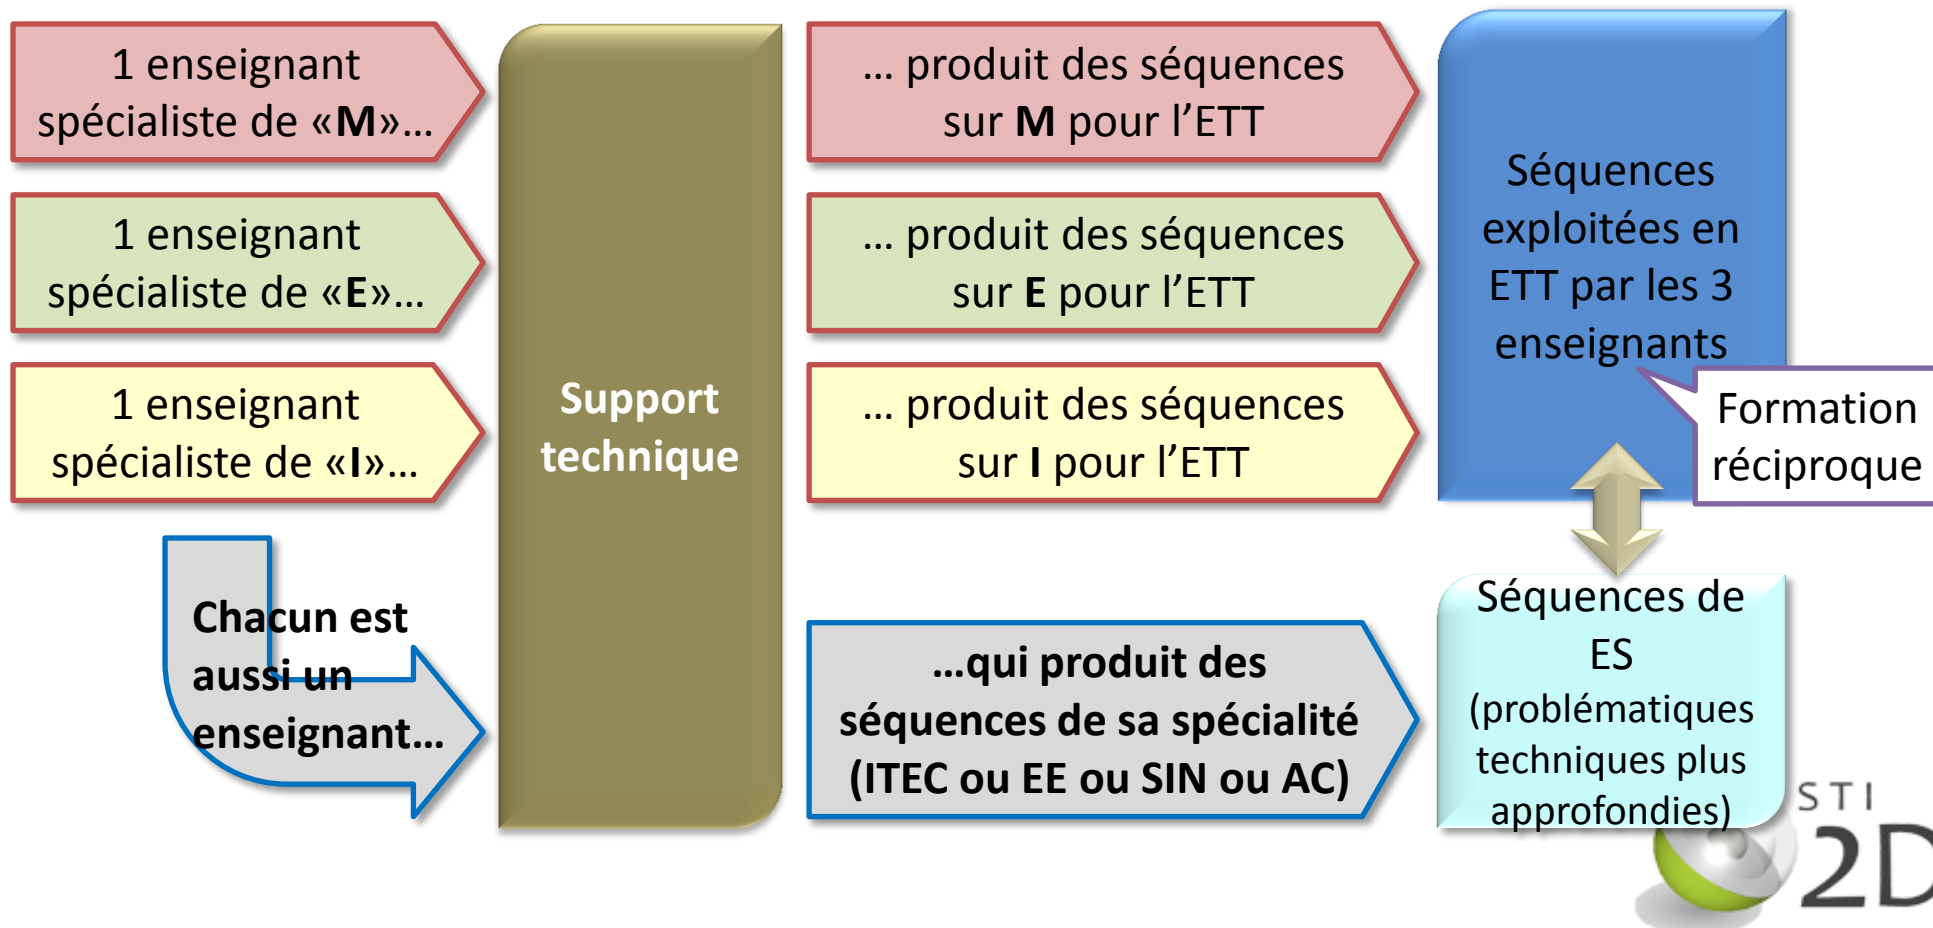 1 enseignant
spécialiste de «M»...
... produit des séquences
sur M pour l'ETT
1 enseignant
spécialiste de «E»...
... produit des séquences
sur E pour l'ETT
1 enseignant
spécialiste de «I»...
... produit des séquences
sur I pour l'ETT
Support
technique
Séquences
exploitées en
ETT par les 3
enseignants
Formation
réciproque
Chacun est
aussi un
enseignant...
...qui produit des
séquences de sa spécialité
(ITEC ou EE ou SIN ou AC)
Séquences de
ES
(problématiques
techniques plus
approfondies)
STI
2D